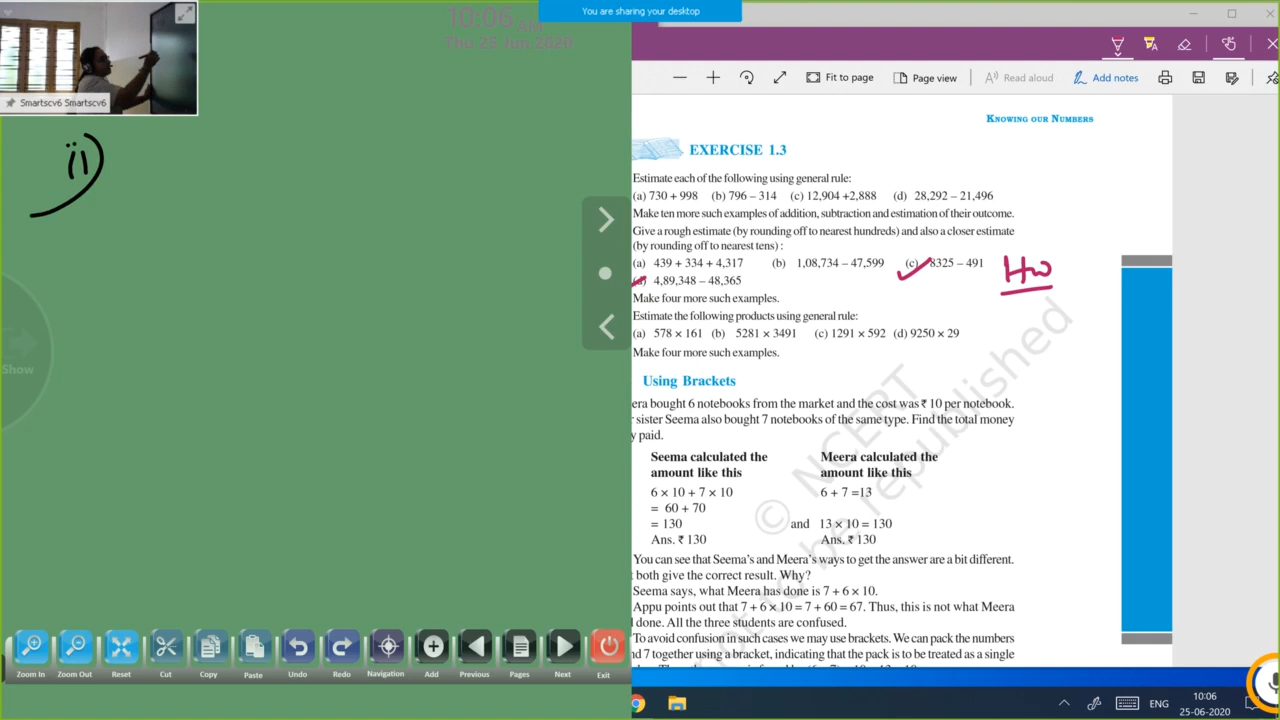 You are sharing your desktop
10:06 AM
Thu 25 Jun 2020
Smartscv6 Smartscv6
ii)
Show
Zoom In Zoom Out Reset Cut Copy Paste Undo Redo Navigation Add Previous Pages Next Exit
Fit to page Page view Read aloud Add notes
KNOWING OUR NUMBERS
EXERCISE 1.3
Estimate each of the following using general rule:
(a) 730 + 998 (b) 796 – 314 (c) 12,904 +2,888 (d) 28,292 – 21,496
Make ten more such examples of addition, subtraction and estimation of their outcome.
Give a rough estimate (by rounding off to nearest hundreds) and also a closer estimate
(by rounding off to nearest tens) :
(a) 439 + 334 + 4,317 (b) 1,08,734 – 47,599 (c) 8325 – 491
HW
(d) 4,89,348 – 48,365
Make four more such examples.
Estimate the following products using general rule:
(a) 578 × 161 (b) 5281 × 3491 (c) 1291 × 592 (d) 9250 × 29
Make four more such examples.
Using Brackets
era bought 6 notebooks from the market and the cost was ₹ 10 per notebook.
sister Seema also bought 7 notebooks of the same type. Find the total money
y paid.
Seema calculated the Meera calculated the
amount like this amount like this
6 × 10 + 7 × 10 6 + 7 =13
= 60 + 70
= 130 and 13 × 10 = 130
Ans. ₹ 130 Ans. ₹ 130
You can see that Seema's and Meera's ways to get the answer are a bit different.
t both give the correct result. Why?
Seema says, what Meera has done is 7 + 6 × 10.
Appu points out that 7 + 6 × 10 = 7 + 60 = 67. Thus, this is not what Meera
done. All the three students are confused.
To avoid confusion in such cases we may use brackets. We can pack the numbers
nd 7 together using a bracket, indicating that the pack is to be treated as a single
© NCERT
to be republished
ENG
10:06
25-06-2020